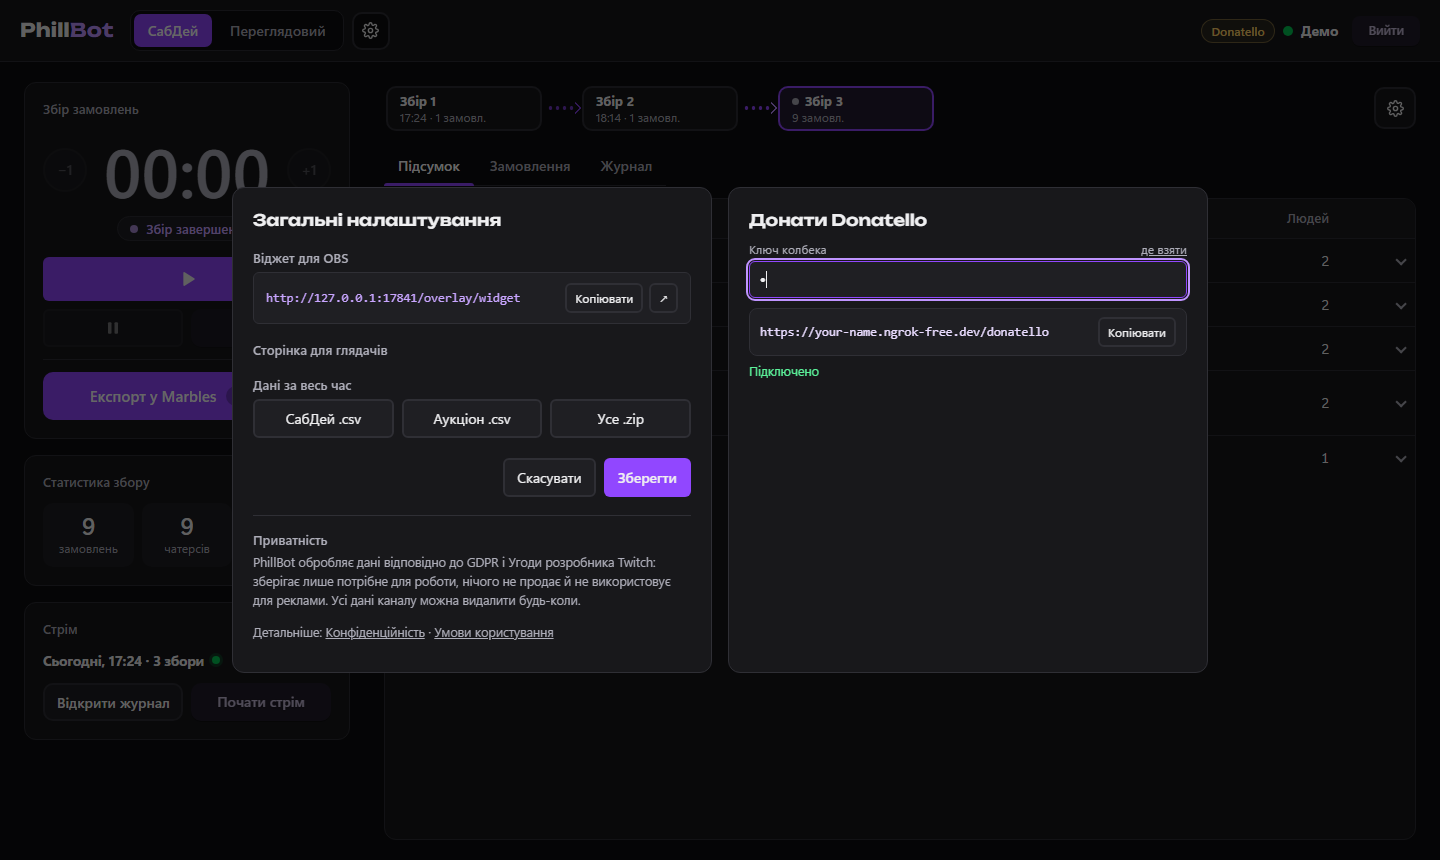 PhillBot
СабДей
Переглядовий
Donatello
Демо
Вийти
Збір замовлень
−1
00:00
+1
Збір завершен
Експорт у Marbles
Статистика збору
9
замовлень
9
чатерсів
Стрім
Сьогодні, 17:24 · 3 збори
Відкрити журнал
Почати стрім
Збір 1
17:24 · 1 замовл.
Збір 2
18:14 · 1 замовл.
Збір 3
9 замовл.
Підсумок
Замовлення
Журнал
Людей
2
2
2
2
1
Загальні налаштування
Віджет для OBS
http://127.0.0.1:17841/overlay/widget
Копіювати
↗
Сторінка для глядачів
Дані за весь час
СабДей .csv
Аукціон .csv
Усе .zip
Скасувати
Зберегти
Приватність
PhillBot обробляє дані відповідно до GDPR і Угоди розробника Twitch:
зберігає лише потрібне для роботи, нічого не продає й не використовує
для реклами. Усі дані каналу можна видалити будь-коли.
Детальніше: Конфіденційність · Умови користування
Донати Donatello
Ключ колбека
де взяти
•
https://your-name.ngrok-free.dev/donatello
Копіювати
Підключено